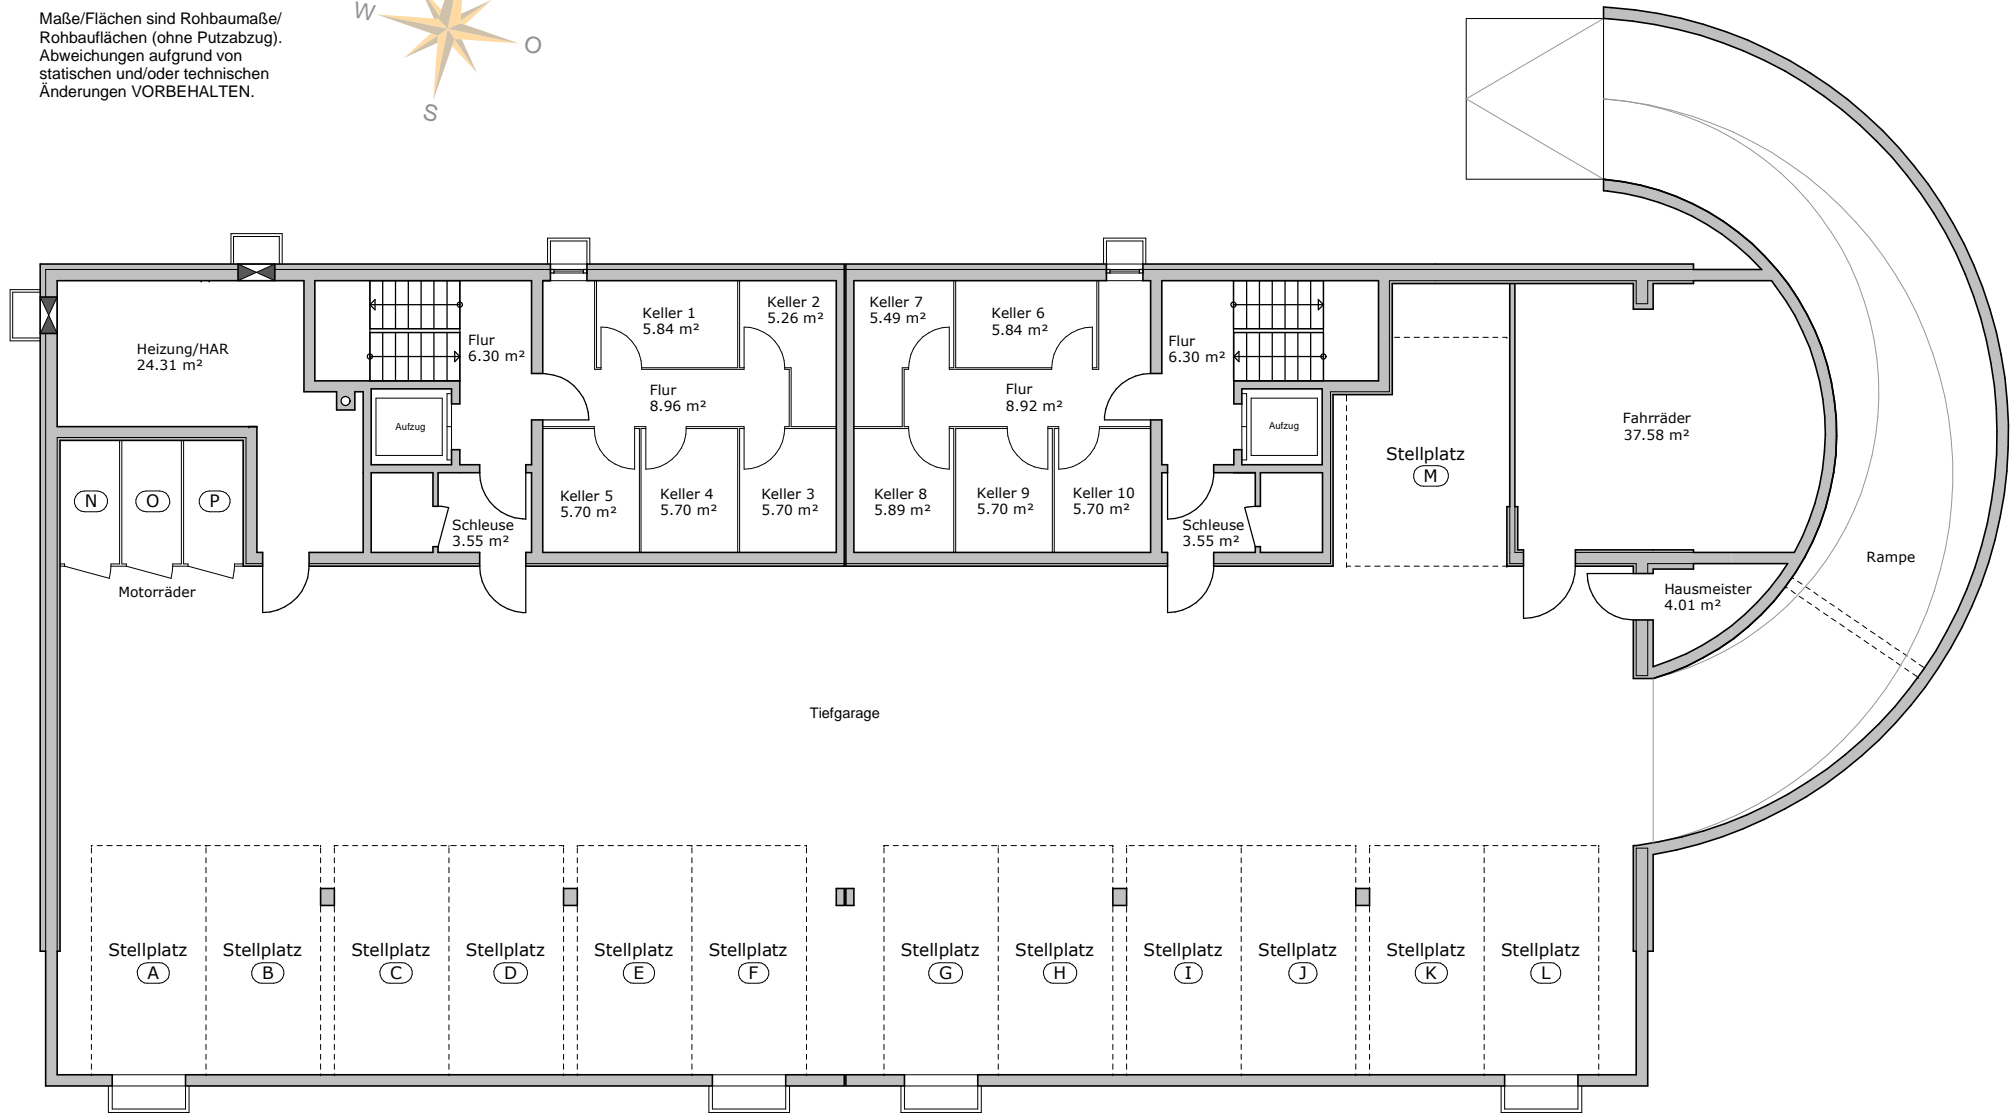 Maße/Flächen sind Rohbaumaße/
Rohbauflächen (ohne Putzabzug).
Abweichungen aufgrund von
statischen und/oder technischen
Änderungen VORBEHALTEN.
W
O
S
Heizung/HAR
24.31 m²
Flur
6.30 m²
Aufzug
Keller 1
5.84 m²
Keller 2
5.26 m²
Flur
8.96 m²
Keller 5
5.70 m²
Keller 4
5.70 m²
Keller 3
5.70 m²
Schleuse
3.55 m²
Keller 7
5.49 m²
Keller 6
5.84 m²
Flur
8.92 m²
Keller 8
5.89 m²
Keller 9
5.70 m²
Keller 10
5.70 m²
Flur
6.30 m²
Aufzug
Schleuse
3.55 m²
Stellplatz
M
Fahrräder
37.58 m²
Hausmeister
4.01 m²
Rampe
N
O
P
Motorräder
Tiefgarage
Stellplatz
A
Stellplatz
B
Stellplatz
C
Stellplatz
D
Stellplatz
E
Stellplatz
F
Stellplatz
G
Stellplatz
H
Stellplatz
I
Stellplatz
J
Stellplatz
K
Stellplatz
L